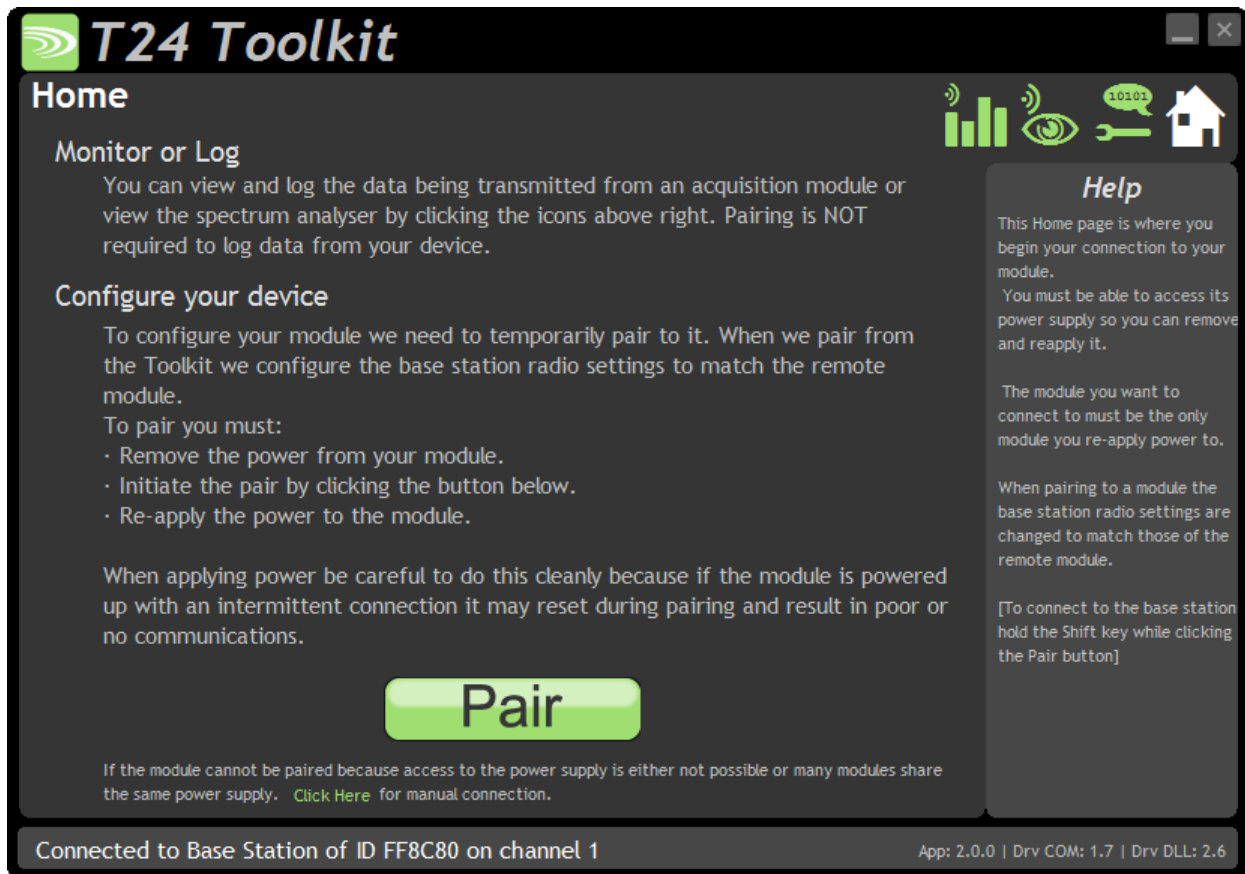 T24 Toolkit
Home
10101
Monitor or Log
You can view and log the data being transmitted from an acquisition module or
view the spectrum analyser by clicking the icons above right. Pairing is NOT
required to log data from your device.
Configure your device
To configure your module we need to temporarily pair to it. When we pair from
the Toolkit we configure the base station radio settings to match the remote
module.
To pair you must:
· Remove the power from your module.
· Initiate the pair by clicking the button below.
· Re-apply the power to the module.
When applying power be careful to do this cleanly because if the module is powered
up with an intermittent connection it may reset during pairing and result in poor or
no communications.
Pair
If the module cannot be paired because access to the power supply is either not possible or many modules share
the same power supply. Click Here for manual connection.
Help
This Home page is where you
begin your connection to your
module.
You must be able to access its
power supply so you can remove
and reapply it.
The module you want to
connect to must be the only
module you re-apply power to.
When pairing to a module the
base station radio settings are
changed to match those of the
remote module.
[To connect to the base station
hold the Shift key while clicking
the Pair button]
Connected to Base Station of ID FF8C80 on channel 1
App: 2.0.0 | Drv COM: 1.7 | Drv DLL: 2.6